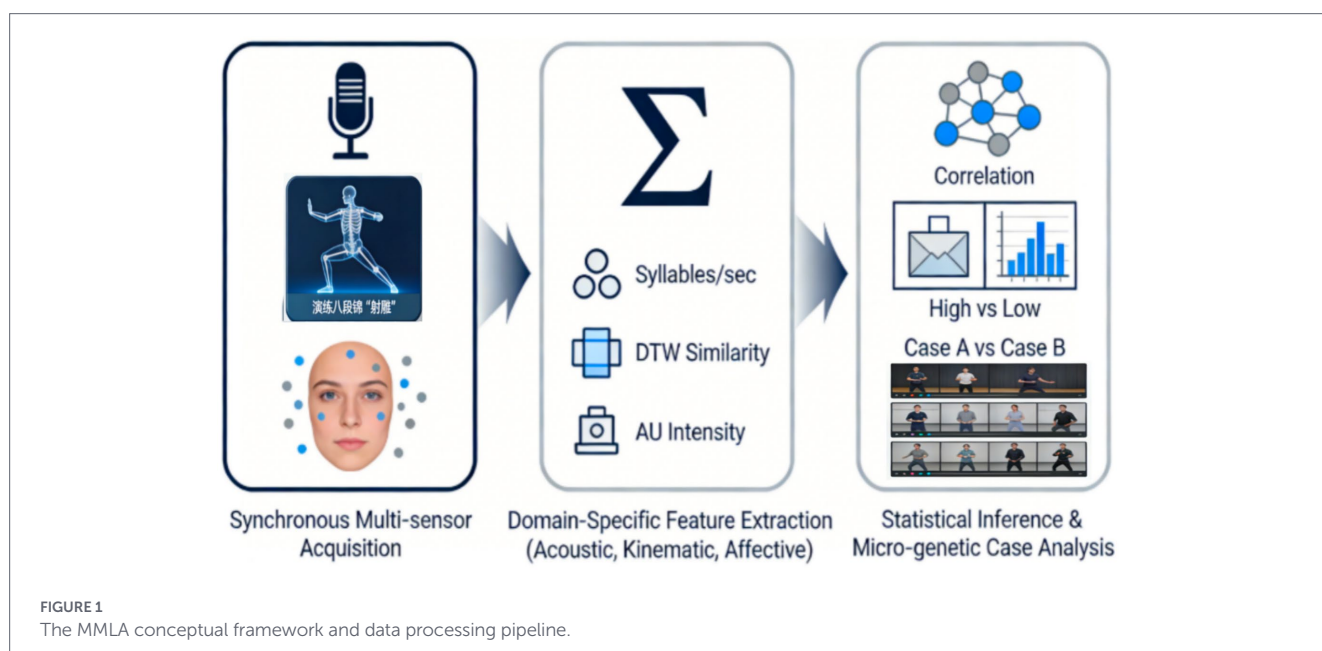 演练八段锦“射雕”
Synchronous Multi-sensor
Acquisition
Σ
Syllables/sec
DTW Similarity
AU Intensity
Domain-Specific Feature Extraction
(Acoustic, Kinematic, Affective)
Correlation
High vs Low
Case A vs Case B
Statistical Inference &
Micro-genetic Case Analysis
FIGURE 1
The MMLA conceptual framework and data processing pipeline.